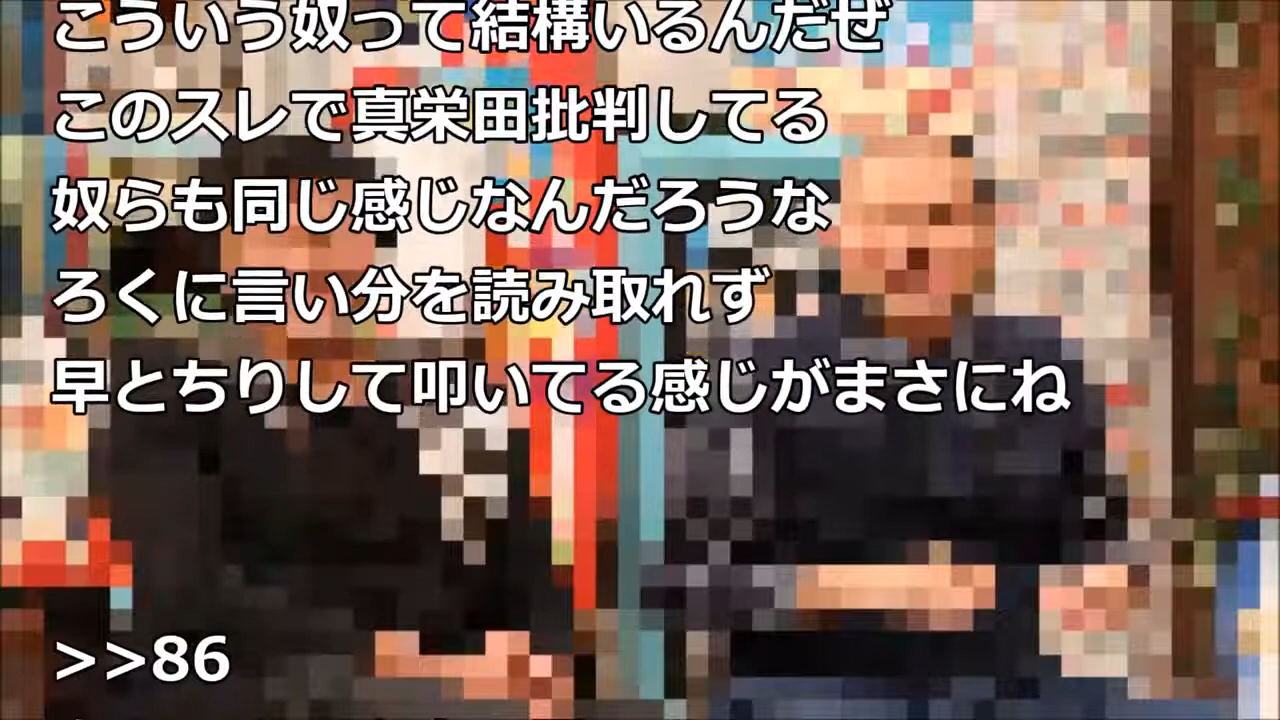 こういう奴って結構いるんだぜ
このスレで真栄田批判してる
奴らも同じ感じなんだろうな
ろくに言い分を読み取れず
早とちりして叩いてる感じがまさにね
>>86